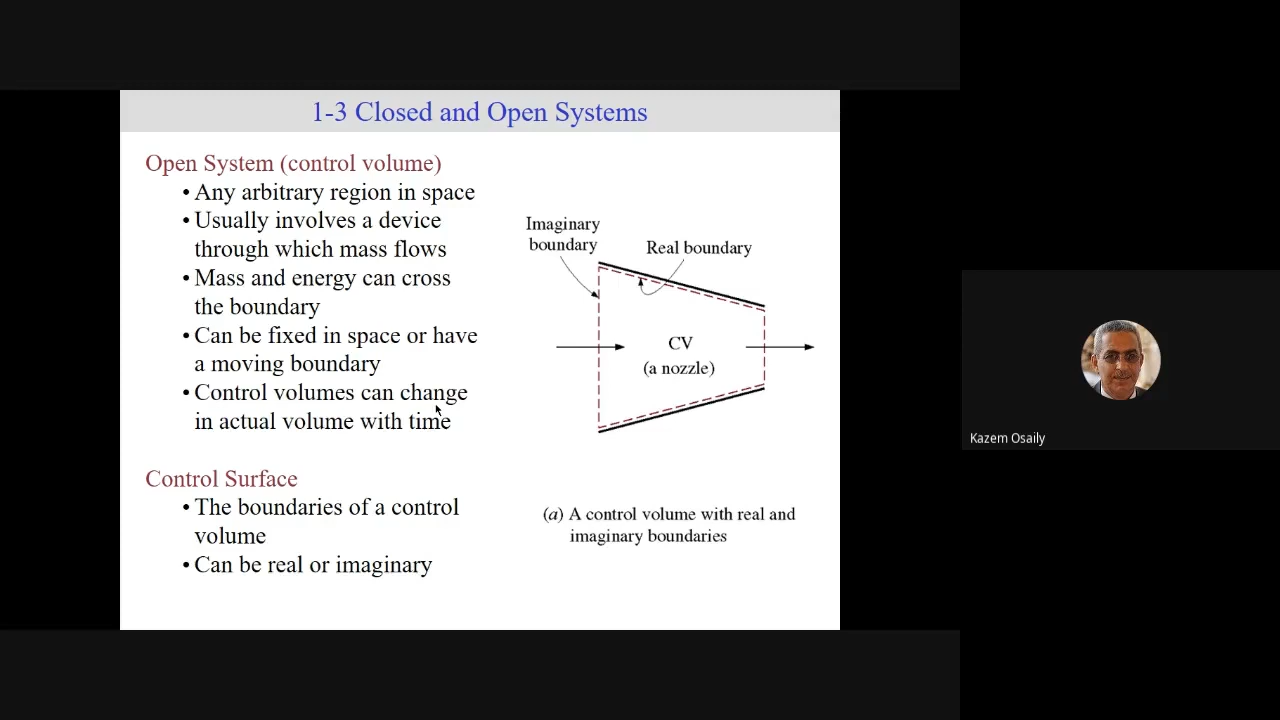 1-3 Closed and Open Systems
Open System (control volume)
• Any arbitrary region in space
• Usually involves a device
through which mass flows
• Mass and energy can cross
the boundary
• Can be fixed in space or have
a moving boundary
• Control volumes can change
in actual volume with time
Control Surface
• The boundaries of a control
volume
• Can be real or imaginary
Imaginary
boundary
Real boundary
CV
(a nozzle)
(a) A control volume with real and
imaginary boundaries
Kazem Osaily